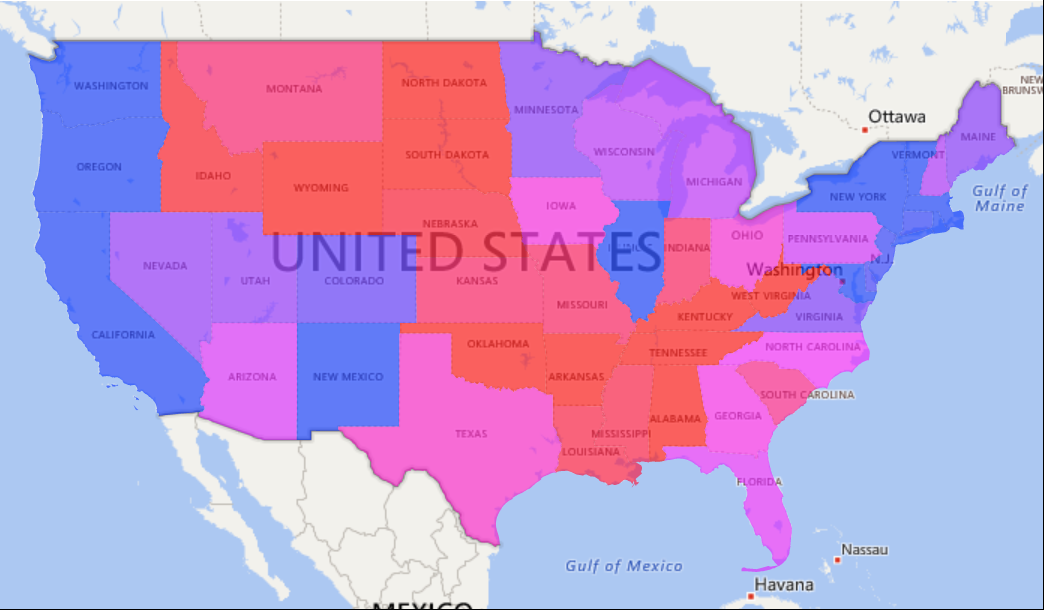 WASHINGTON
MONTANA
NORTH DAKOTA
MINNESOTA
Ottawa
MAINE
NEW
BRUNSW
OREGON
IDAHO
WYOMING
SOUTH DAKOTA
WISCONSIN
MICHIGAN
VERMONT
NEW YORK
Gulf of
Maine
NEBRASKA
IOWA
UNITED STATES
NEVADA
UTAH
COLORADO
KANSAS
MISSOURI
ILLINOIS
INDIANA
OHIO
PENNSYLVANIA
N.J.
Washington
WEST VIRGINIA
VIRGINIA
KENTUCKY
CALIFORNIA
ARIZONA
NEW MEXICO
OKLAHOMA
ARKANSAS
TENNESSEE
NORTH CAROLINA
SOUTH CAROLINA
TEXAS
LOUISIANA
MISSISSIPPI
ALABAMA
GEORGIA
FLORIDA
Gulf of Mexico
Nassau
Havana
MEXICO